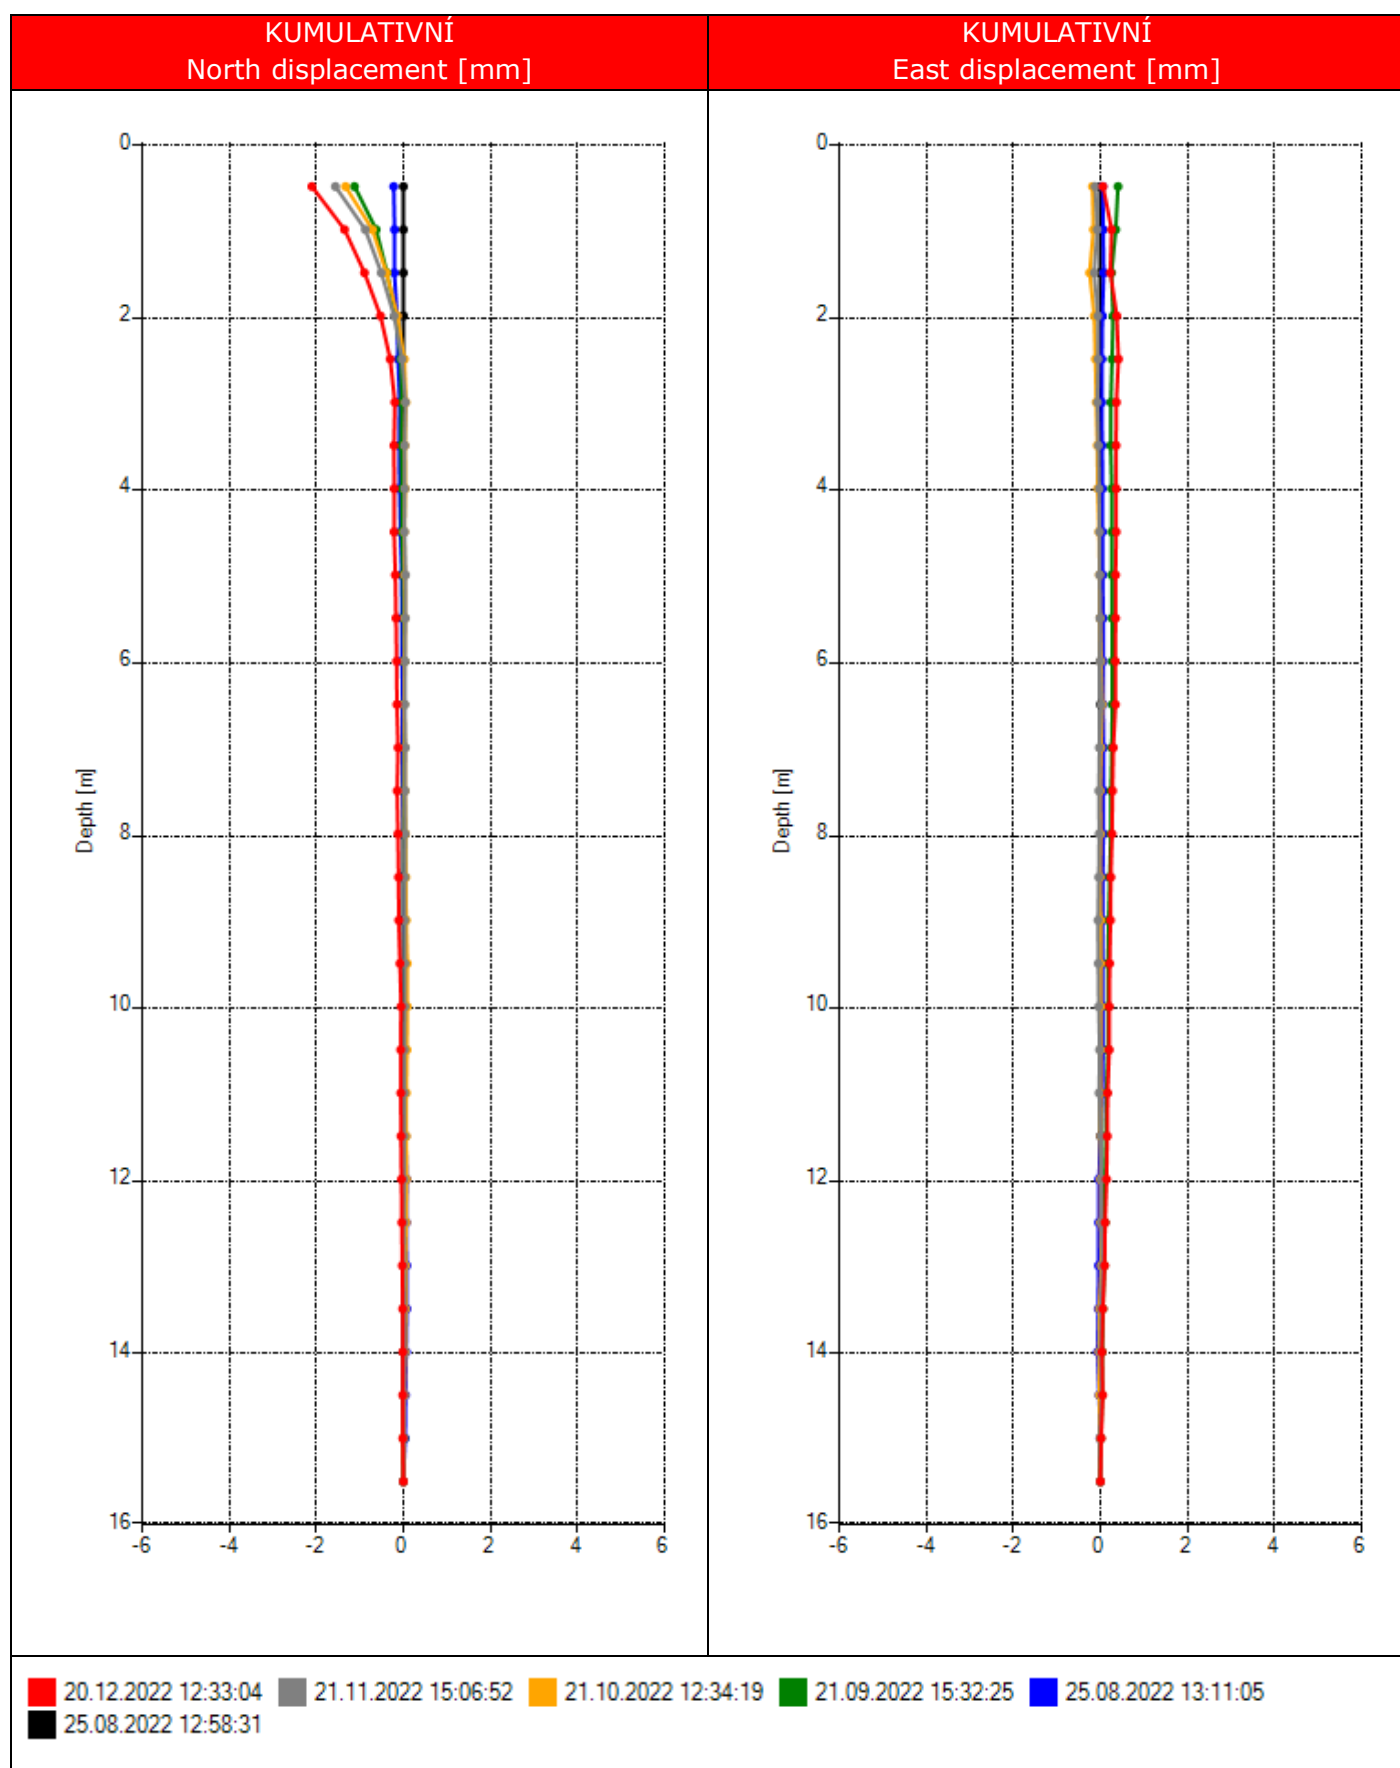 KUMULATIVNÍ
North displacement [mm]
KUMULATIVNÍ
East displacement [mm]
0
2
4
6
8
10
12
14
16
Depth [m]
-6 -4 -2 0 2 4 6
0
2
4
6
8
10
12
14
16
Depth [m]
-6 -4 -2 0 2 4 6
20.12.2022 12:33:04 21.11.2022 15:06:52 21.10.2022 12:34:19 21.09.2022 15:32:25 25.08.2022 13:11:05
25.08.2022 12:58:31